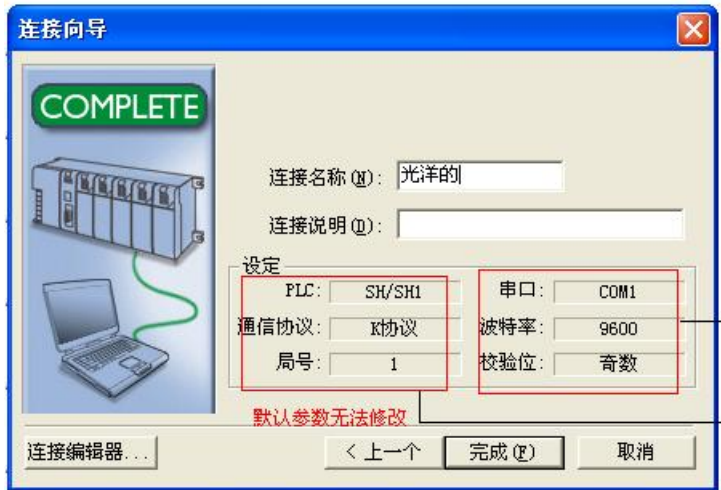 连接向导
COMPLETE
连接名称(N): 光洋的
连接说明(D):
设定
PLC: SH/SH1 串口: COM1
通信协议: K协议 波特率: 9600
局号: 1 校验位: 奇数
默认参数无法修改
连接编辑器... < 上一个 完成(F) 取消